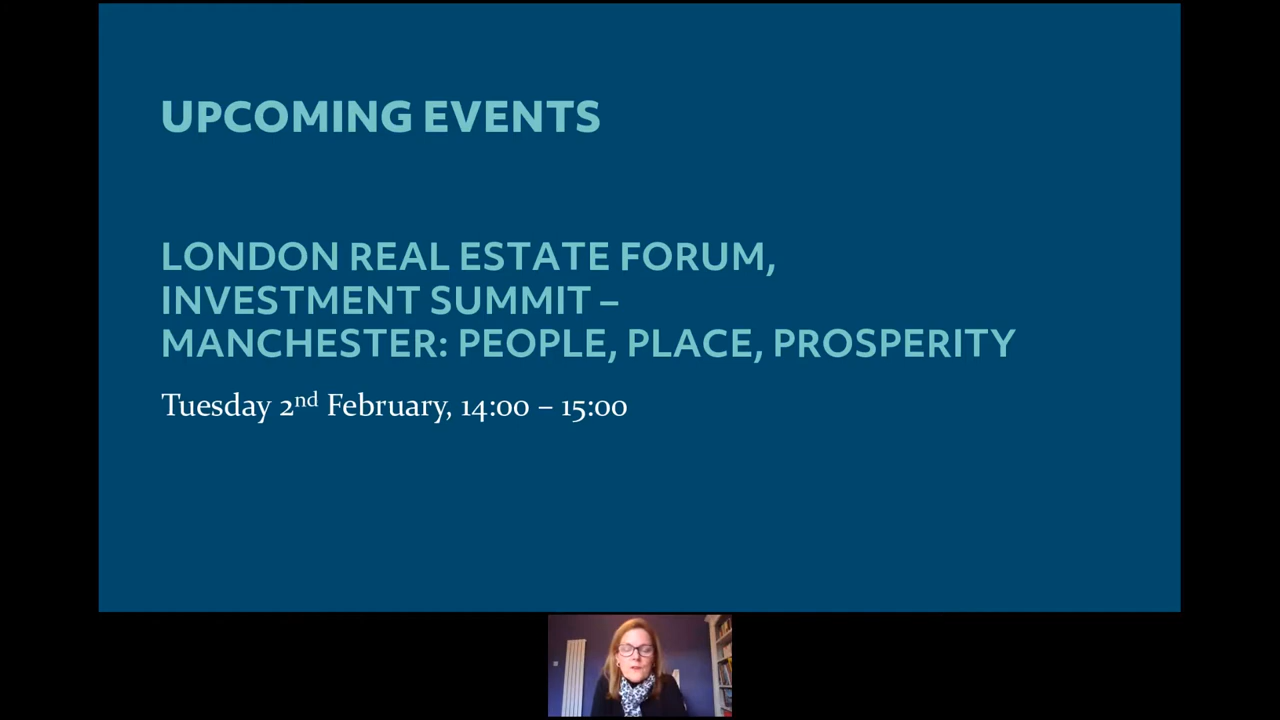 UPCOMING EVENTS
LONDON REAL ESTATE FORUM,
INVESTMENT SUMMIT –
MANCHESTER: PEOPLE, PLACE, PROSPERITY
Tuesday 2nd February, 14:00 – 15:00